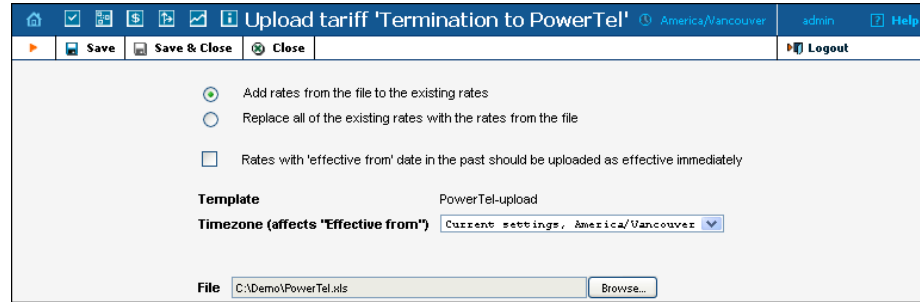 Upload tariff 'Termination to PowerTel' America/Vancouver admin ? Help
Save Save & Close Close Logout
Add rates from the file to the existing rates
Replace all of the existing rates with the rates from the file
Rates with 'effective from' date in the past should be uploaded as effective immediately
Template PowerTel-upload
Timezone (affects "Effective from") Current settings, America/Vancouver
File C:\Demo\PowerTel.xls Browse...